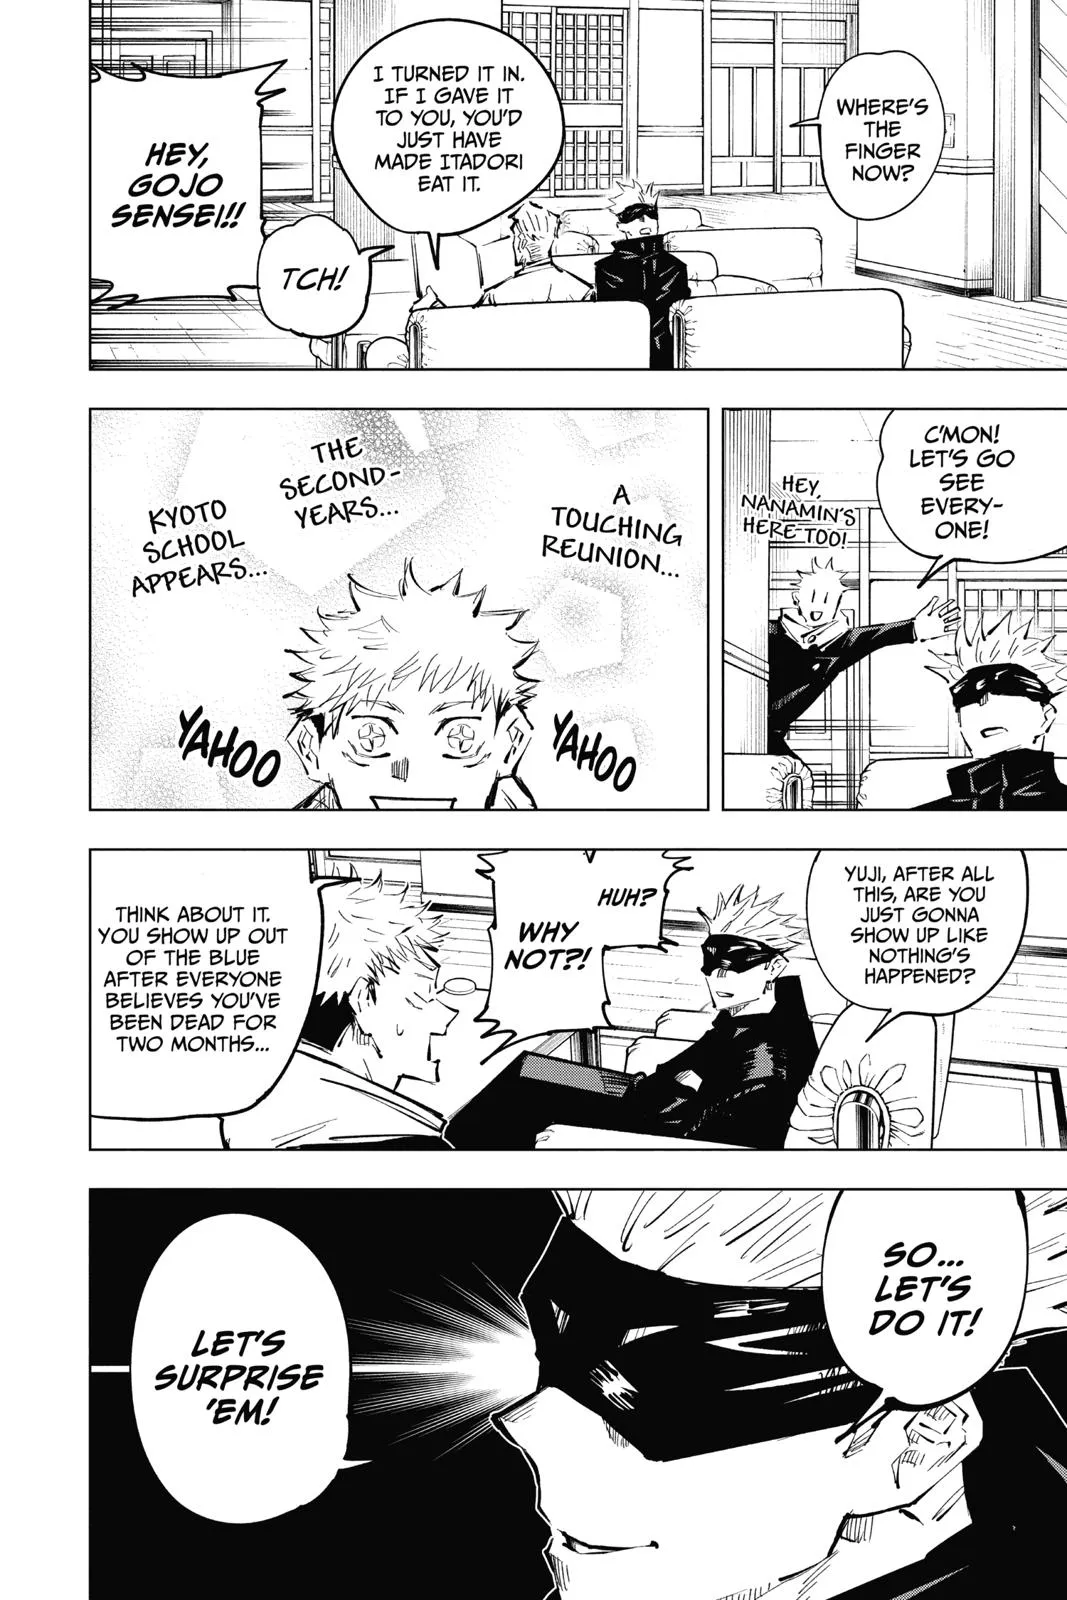 WHERE'S
THE
FINGER
NOW?
I TURNED IT IN.
IF I GAVE IT
TO YOU, YOU'D
JUST HAVE
MADE ITADORI
EAT IT.
TCH!
HEY,
GOJO
SENSEI!!
C'MON!
LET'S GO
SEE
EVERY-
ONE!
HEY,
NANAMIN'S
HERE TOO!
A
TOUCHING
REUNION...
THE
SECOND-
YEARS...
KYOTO
SCHOOL
APPEARS...
YAHOO
YAHOO
YUJI, AFTER ALL
THIS, ARE YOU
JUST GONNA
SHOW UP LIKE
NOTHING'S
HAPPENED?
HUH?
WHY
NOT?!
THINK ABOUT IT.
YOU SHOW UP OUT
OF THE BLUE
AFTER EVERYONE
BELIEVES YOU'VE
BEEN DEAD FOR
TWO MONTHS...
SO...
LET'S
DO IT!
LET'S
SURPRISE
'EM!